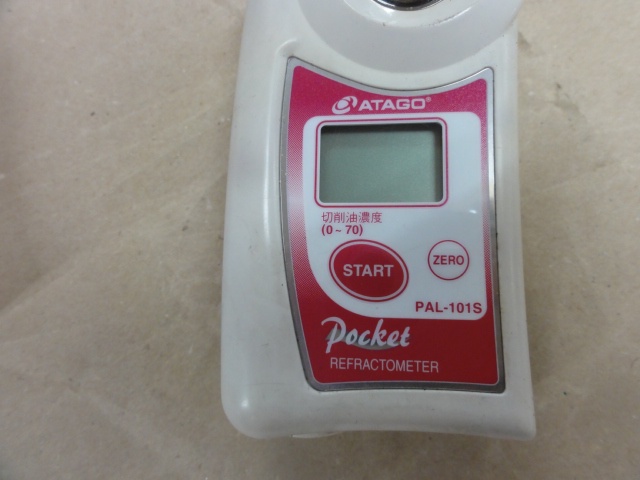 ATAGO®
切削油濃度
(0~70)
START
ZERO
PAL-101S
Pocket
REFRACTOMETER